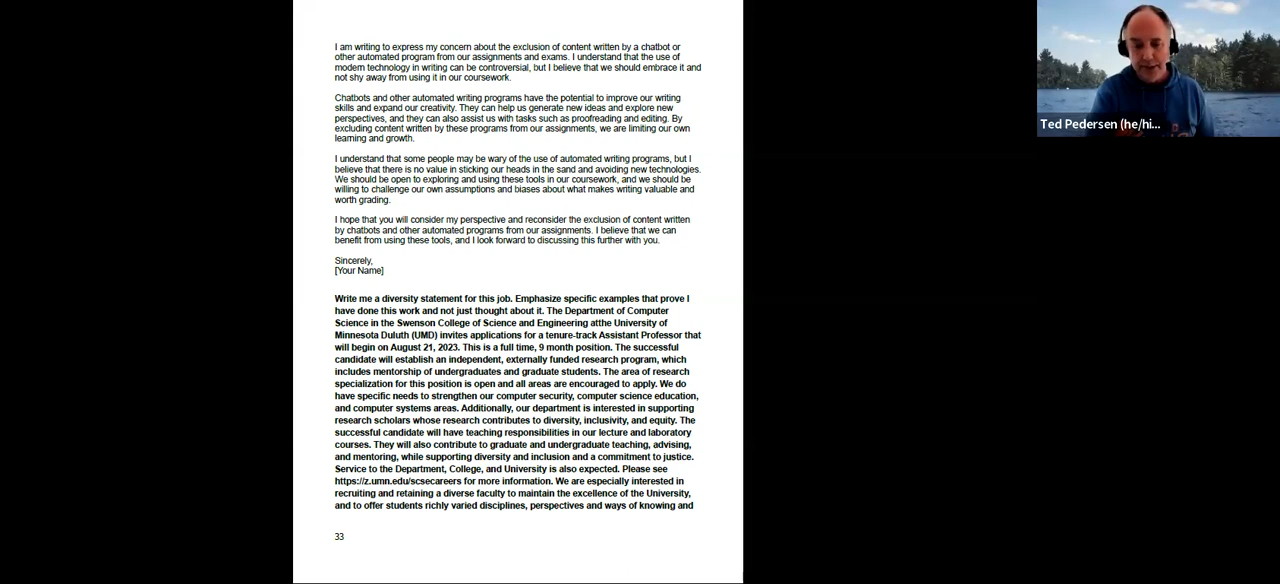 I am writing to express my concern about the exclusion of content written by a chatbot or
other automated program from our assignments and exams. I understand that the use of
modern technology in writing can be controversial, but I believe that we should embrace it and
not shy away from using it in our coursework.
Chatbots and other automated writing programs have the potential to improve our writing
skills and expand our creativity. They can help us generate new ideas and explore new
perspectives, and they can also assist us with tasks such as proofreading and editing. By
excluding content written by these programs from our assignments, we are limiting our own
learning and growth.
I understand that some people may be wary of the use of automated writing programs, but I
believe that there is no value in sticking our heads in the sand and avoiding new technologies.
We should be open to exploring and using these tools in our coursework, and we should be
willing to challenge our own assumptions and biases about what makes writing valuable and
worth grading.
I hope that you will consider my perspective and reconsider the exclusion of content written
by chatbots and other automated programs from our assignments. I believe that we can
benefit from using these tools, and I look forward to discussing this further with you.
Sincerely,
[Your Name]
Write me a diversity statement for this job. Emphasize specific examples that prove I
have done this work and not just thought about it. The Department of Computer
Science in the Swenson College of Science and Engineering atthe University of
Minnesota Duluth (UMD) invites applications for a tenure-track Assistant Professor that
will begin on August 21, 2023. This is a full time, 9 month position. The successful
candidate will establish an independent, externally funded research program, which
includes mentorship of undergraduates and graduate students. The area of research
specialization for this position is open and all areas are encouraged to apply. We do
have specific needs to strengthen our computer security, computer science education,
and computer systems areas. Additionally, our department is interested in supporting
research scholars whose research contributes to diversity, inclusivity, and equity. The
successful candidate will have teaching responsibilities in our lecture and laboratory
courses. They will also contribute to graduate and undergraduate teaching, advising,
and mentoring, while supporting diversity and inclusion and a commitment to justice.
Service to the Department, College, and University is also expected. Please see
https://z.umn.edu/scsecareers for more information. We are especially interested in
recruiting and retaining a diverse faculty to maintain the excellence of the University,
and to offer students richly varied disciplines, perspectives and ways of knowing and
33
Ted Pedersen (he/hi...